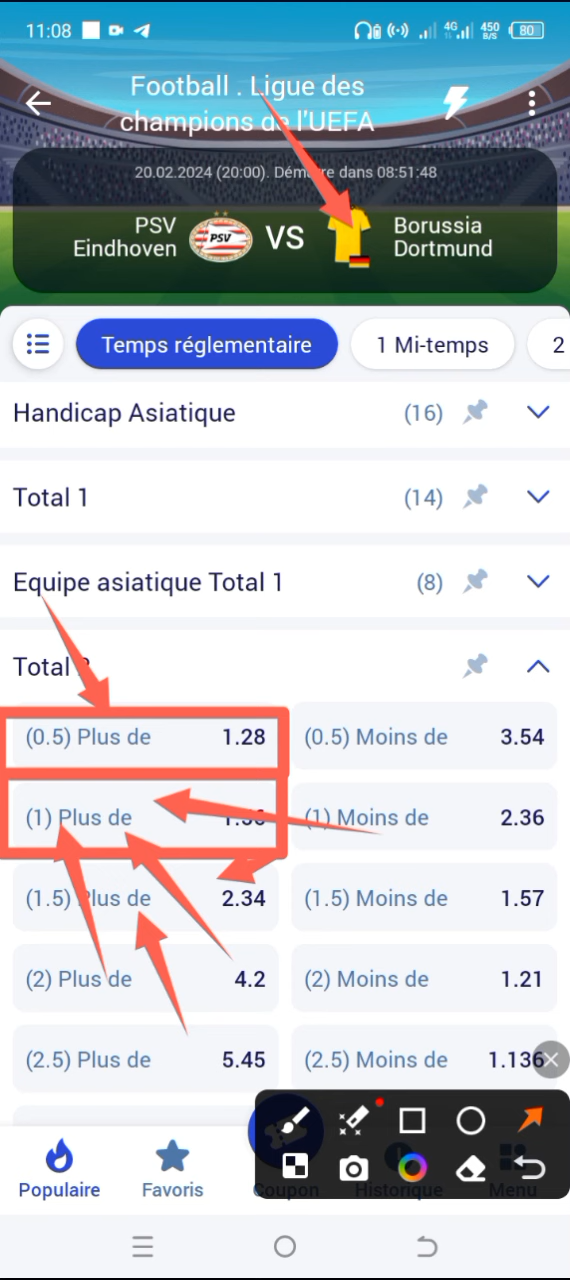 11:08
4G
450
B/S
80
Football . Ligue des
champions de l'UEFA
20.02.2024 (20:00). Démarre dans 08:51:48
PSV
Eindhoven
PSV
VS
Borussia
Dortmund
Temps réglementaire
1 Mi-temps
2
Handicap Asiatique
(16)
Total 1
(14)
Equipe asiatique Total 1
(8)
Total 2
(0.5) Plus de 1.28
(0.5) Moins de 3.54
(1) Plus de
(1) Moins de 2.36
(1.5) Plus de 2.34
(1.5) Moins de 1.57
(2) Plus de 4.2
(2) Moins de 1.21
(2.5) Plus de 5.45
(2.5) Moins de 1.136
Populaire
Favoris
Coupon
Historique
Menu